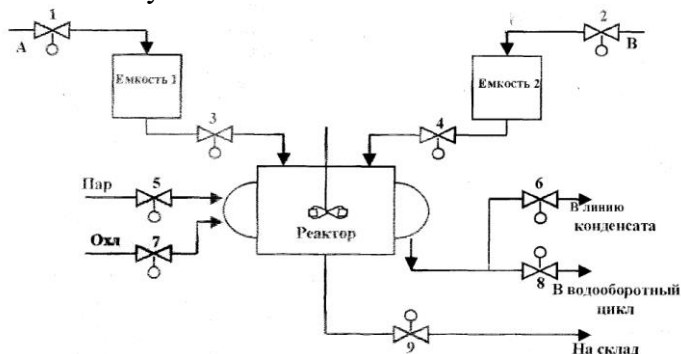 1
2
А
В
Емкость 1
Емкость 2
3
4
Пар
5
6
В линию
конденсата
Реактор
Охл
7
8
В водооборотный
цикл
9
На склад